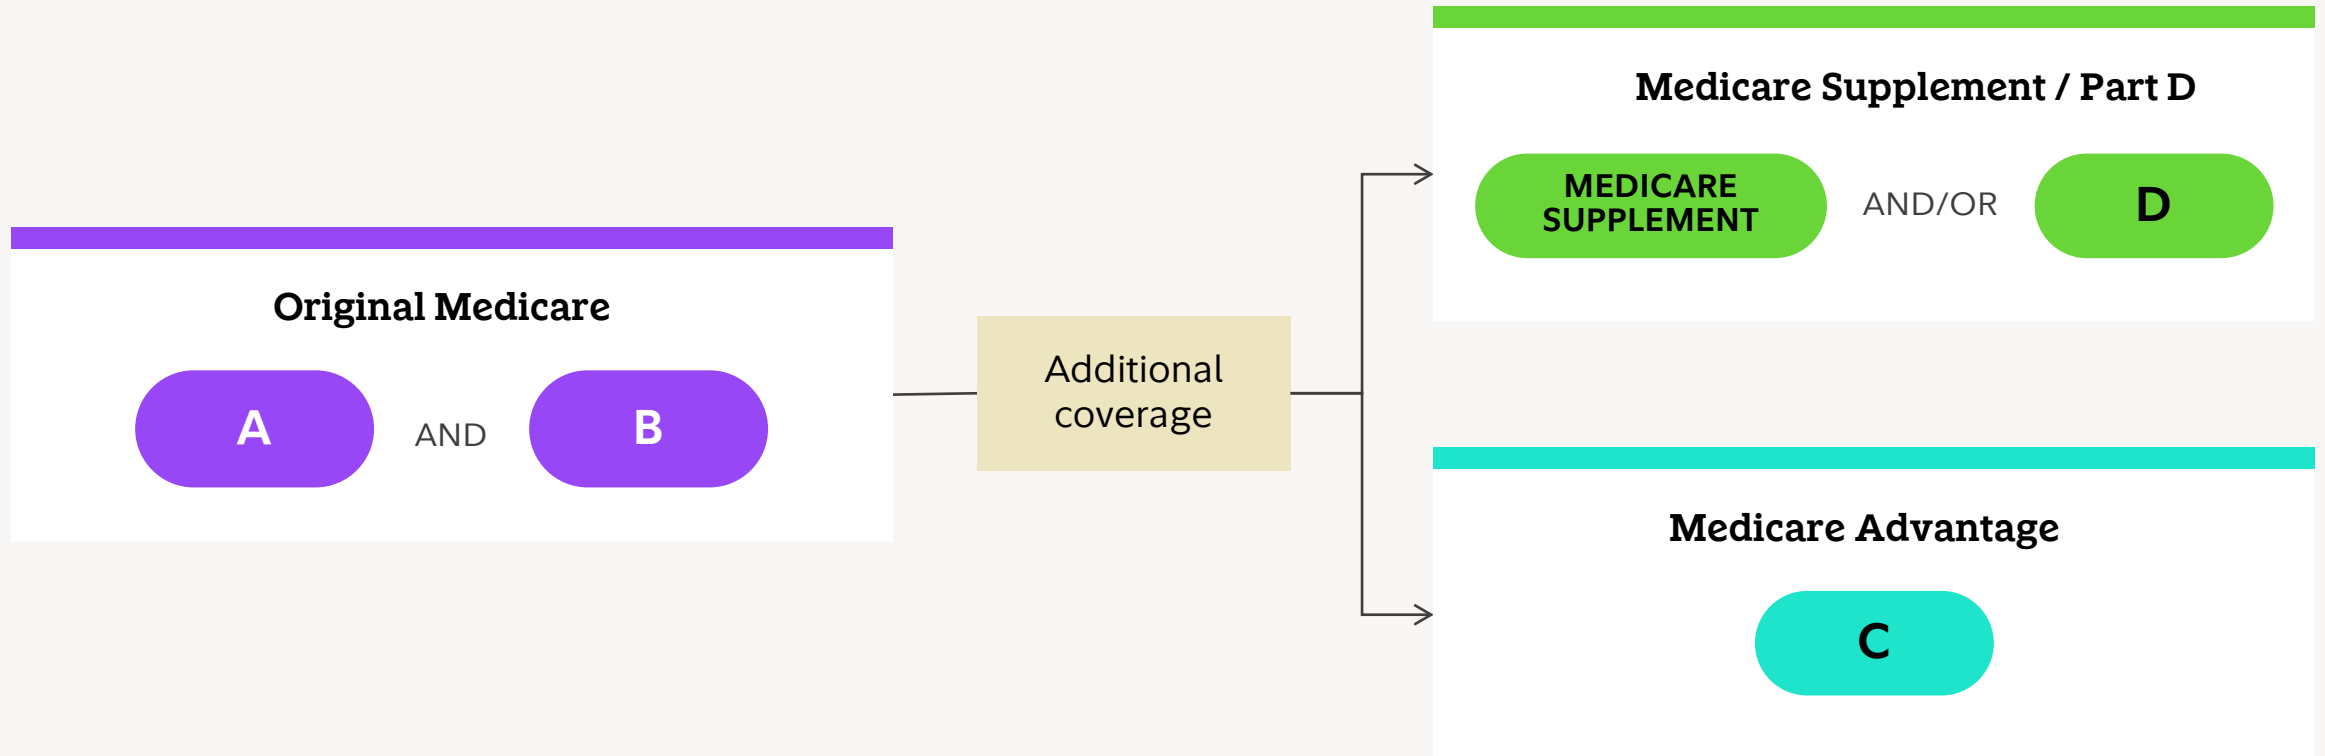 Original Medicare
A AND B
Additional
coverage
Medicare Supplement / Part D
MEDICARE
SUPPLEMENT
AND/OR
D
Medicare Advantage
C